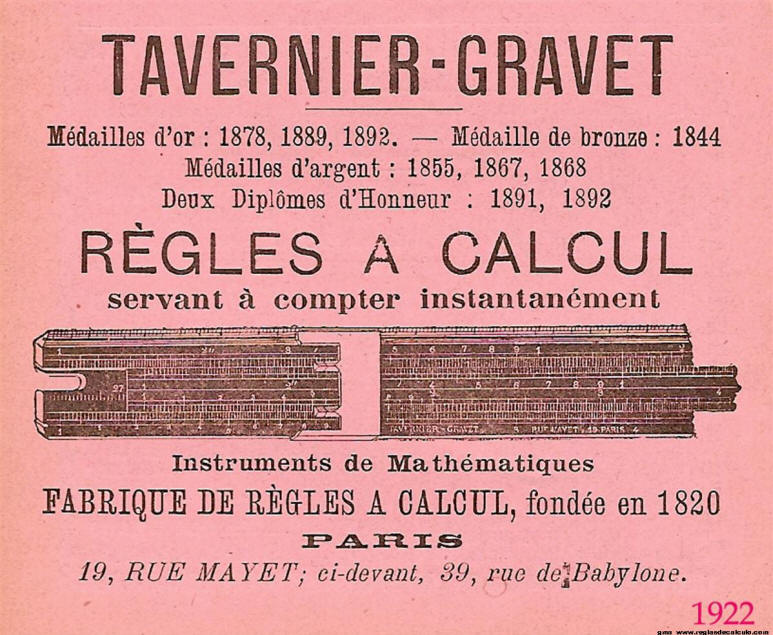 TAVERNIER-GRAVET
Médailles d'or : 1878, 1889, 1892. — Médaille de bronze : 1844
Médailles d'argent : 1855, 1867, 1868
Deux Diplômes d'Honneur : 1891, 1892
RÈGLES A CALCUL
servant à compter instantanément
TAVERNIER-GRAVET RUE MAYET, 19 PARIS
Instruments de Mathématiques
FABRIQUE DE RÈGLES A CALCUL, fondée en 1820
PARIS
19, RUE MAYET; ci-devant, 39, rue de Babylone.
1922